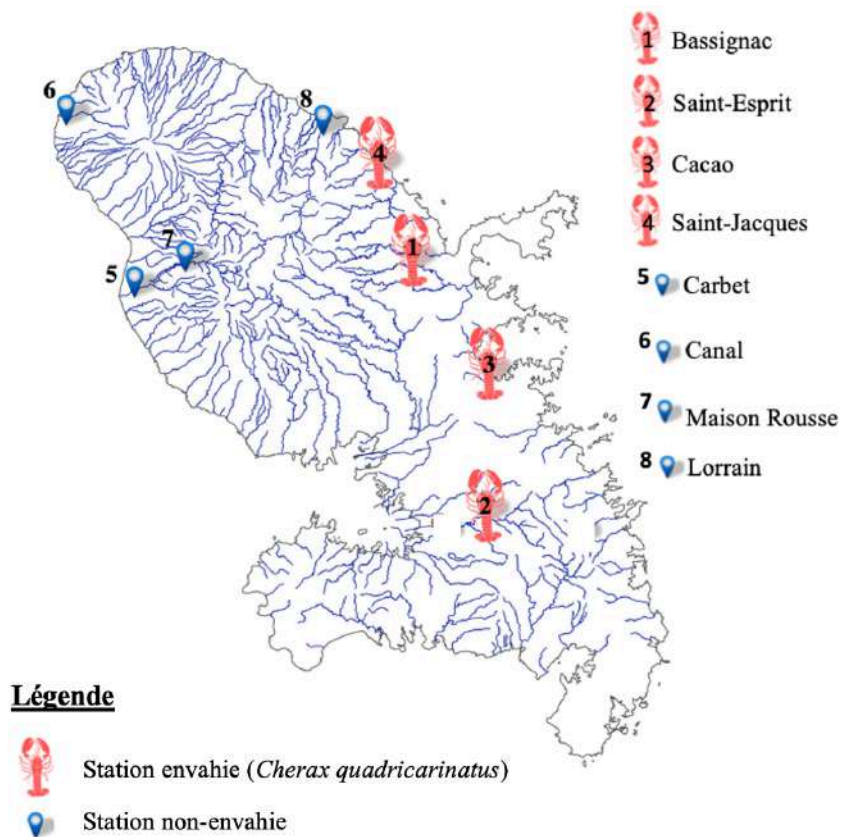 6
8
4
7
1
5
3
2
1 Bassignac
2 Saint-Esprit
3 Cacao
4 Saint-Jacques
5 Carbet
6 Canal
7 Maison Rousse
8 Lorrain
Légende
Station envahie (Cherax quadricarinatus)
Station non-envahie